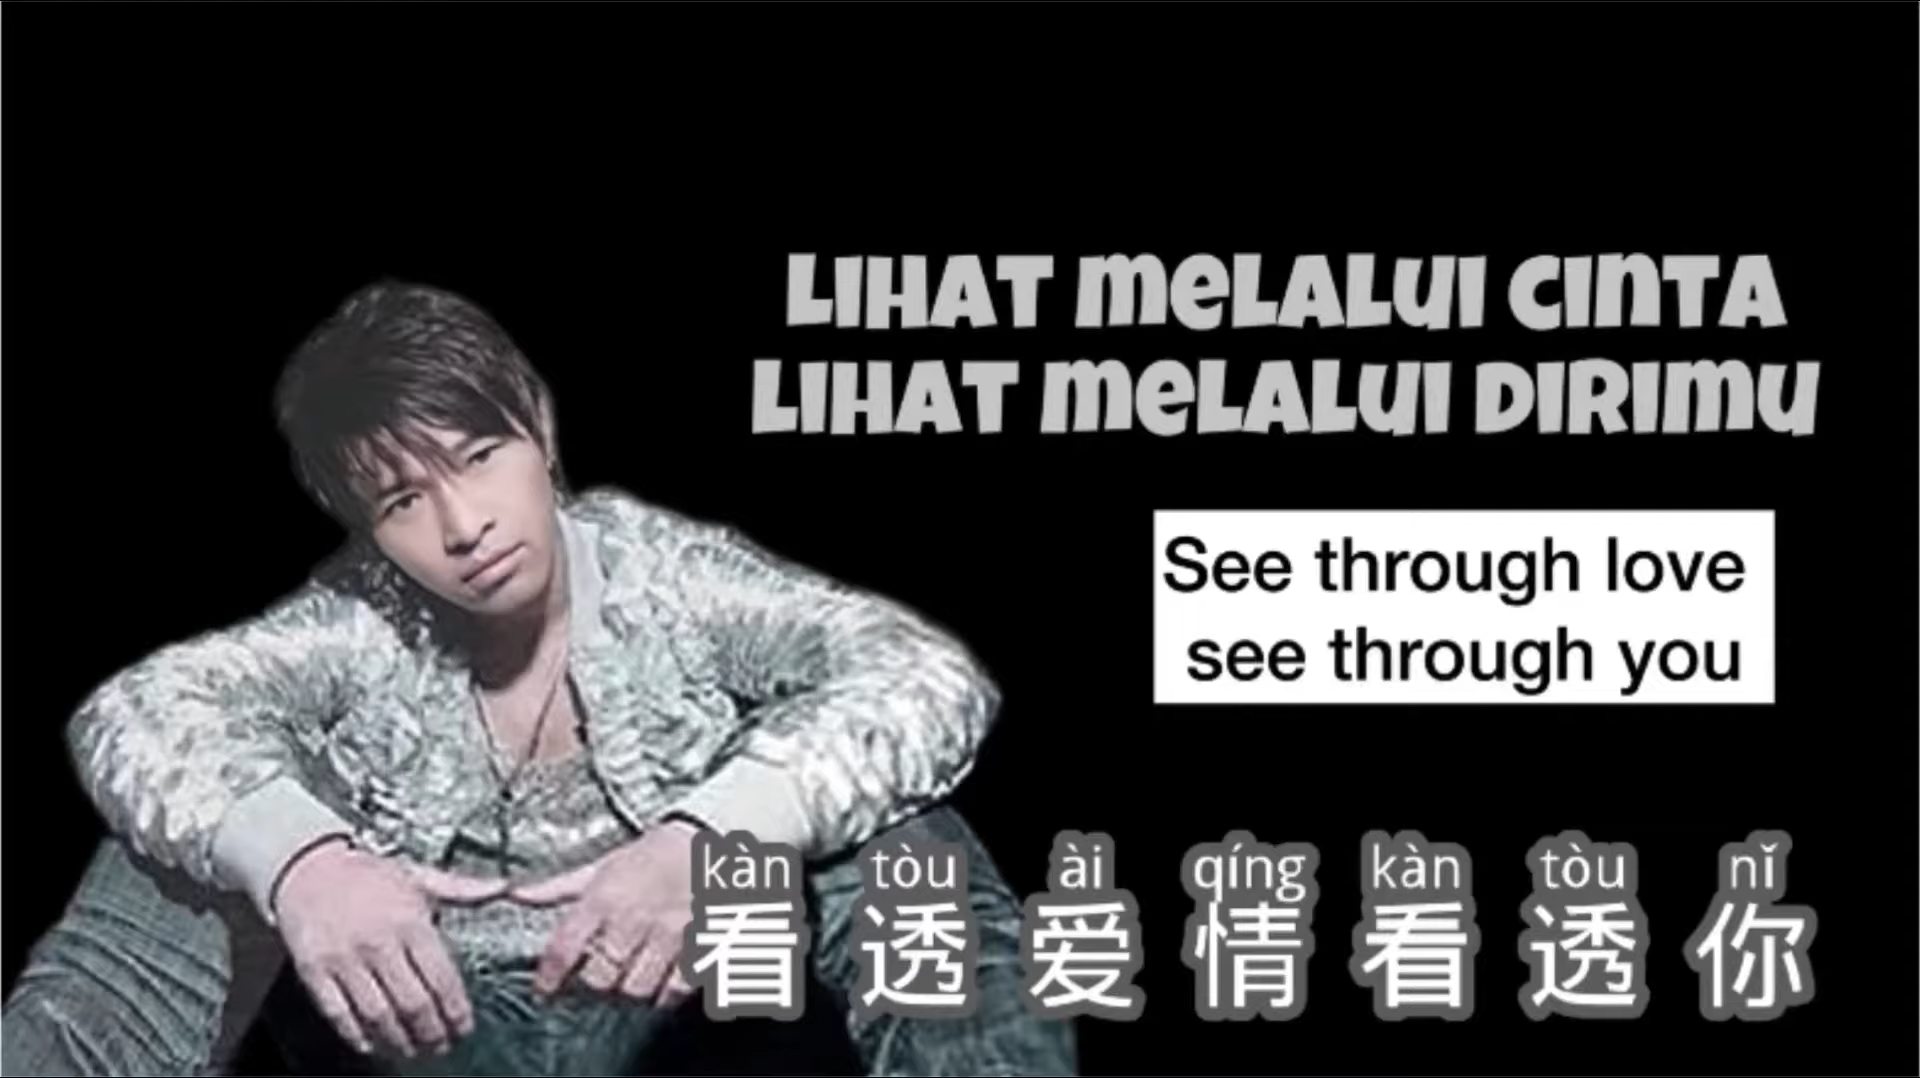 LIHAT MELALUI CINTA
LIHAT MELALUI DIRIMU
See through love
see through you
kàn tòu ài qíng kàn tòu nǐ
看透爱情看透你